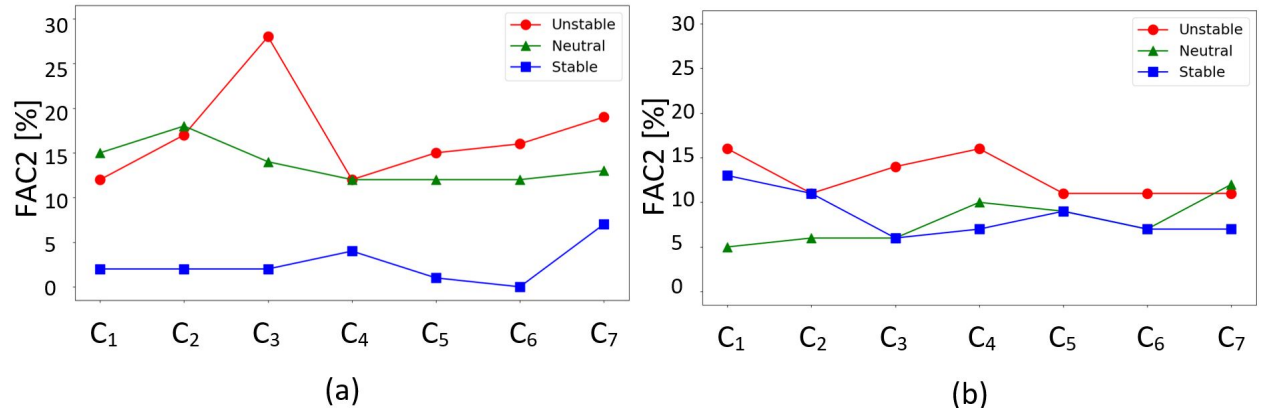 FAC2 [%]
30
25
20
15
10
5
0
Unstable
Neutral
Stable
C₁ C₂ C₃ C₄ C₅ C₆ C₇
(a)
FAC2 [%]
30
25
20
15
10
5
0
Unstable
Neutral
Stable
C₁ C₂ C₃ C₄ C₅ C₆ C₇
(b)